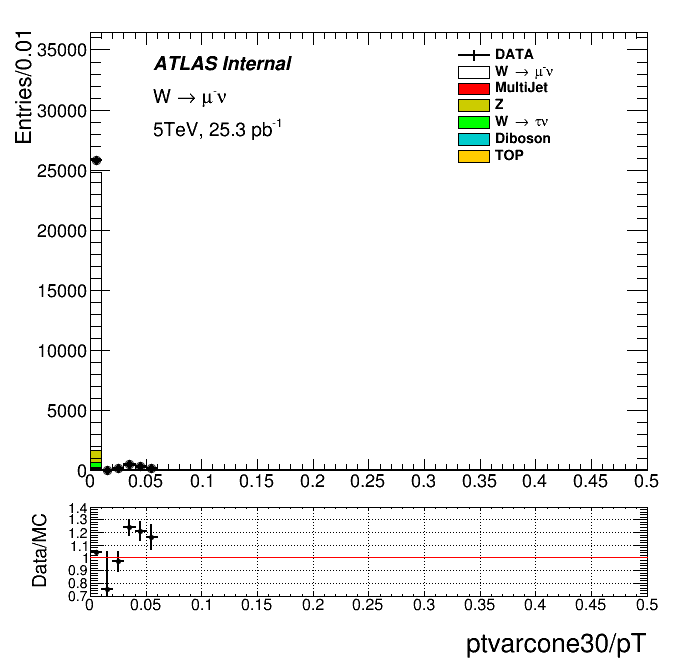 Entries/0.01
35000
30000
25000
20000
15000
10000
5000
0
ATLAS Internal
W → μ⁻ν
5TeV, 25.3 pb⁻¹
DATA
W → μ⁻ν
MultiJet
Z
W → τν
Diboson
TOP
0 0.05 0.1 0.15 0.2 0.25 0.3 0.35 0.4 0.45 0.5
Data/MC
1.4
1.3
1.2
1.1
1
0.9
0.8
0.7
0 0.05 0.1 0.15 0.2 0.25 0.3 0.35 0.4 0.45 0.5
ptvarcone30/pT